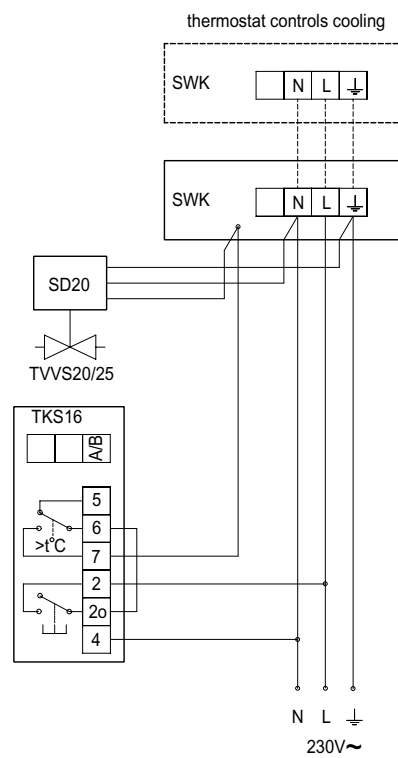 thermostat controls cooling
SWK
N L
SWK
N L
SD20
TVVS20/25
TKS16
A/B
5
6
>t°C
7
2
2o
4
N L
230V~